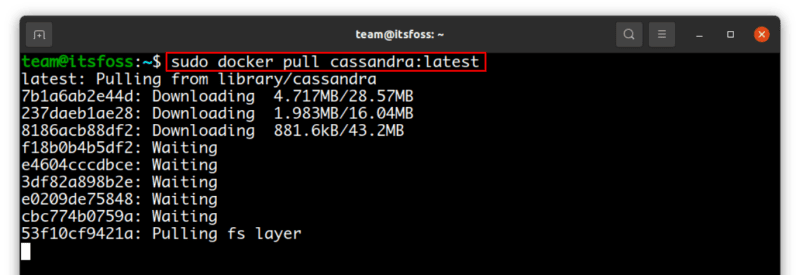 team@itsfoss: ~
team@itsfoss:~$ sudo docker pull cassandra:latest
latest: Pulling from library/cassandra
7b1a6ab2e44d: Downloading  4.717MB/28.57MB
237daeb1ae28: Downloading  1.983MB/16.04MB
8186acb88df2: Downloading  881.6kB/43.2MB
f18b0b4b5df2: Waiting
e4604cccdbce: Waiting
3df82a898b2e: Waiting
e0209de75848: Waiting
cbc774b0759a: Waiting
53f10cf9421a: Pulling fs layer